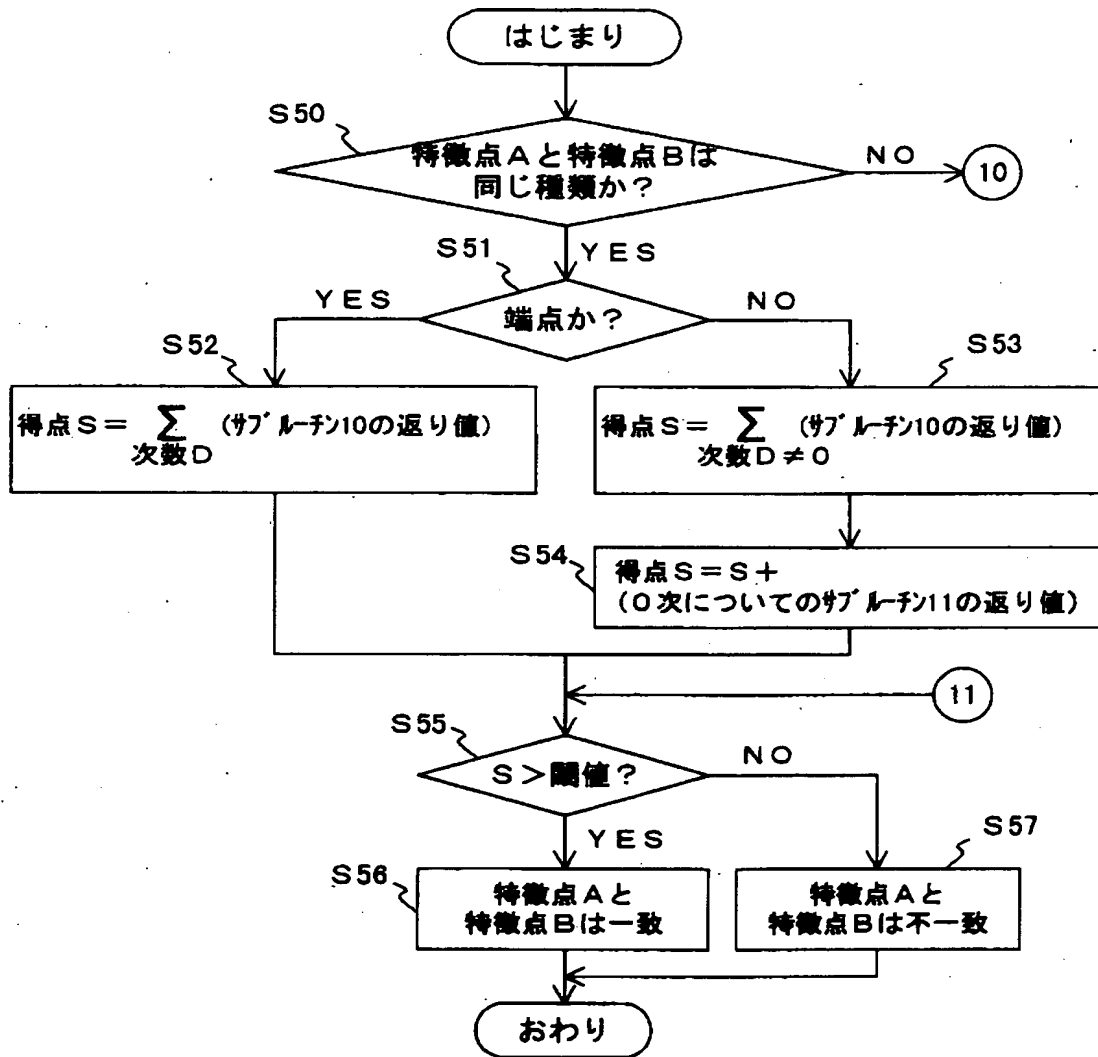 はじまり
S50
特徴点Aと特徴点Bは
同じ種類か?
NO
10
YES
S51
端点か?
YES
NO
S52
得点S=∑(サブルーチン10の返り値)
次数D
S53
得点S=∑(サブルーチン10の返り値)
次数D≠0
S54
得点S=S+
(0次についてのサブルーチン11の返り値)
11
S55
S>閾値?
NO
YES
S56
特徴点Aと
特徴点Bは一致
S57
特徴点Aと
特徴点Bは不一致
おわり